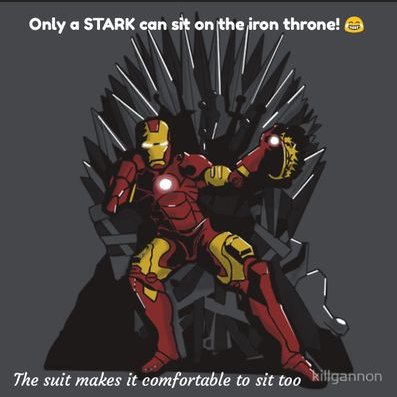 Only a STARK can sit on the iron throne! 😂
The suit makes it comfortable to sit too
killgannon